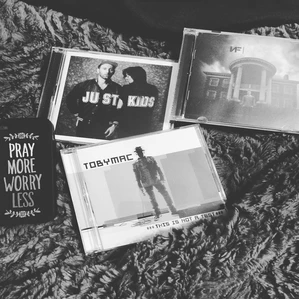 JUST KIDS
NF
PRAY
MORE
WORRY
LESS
TOBYMAC
***THIS IS NOT A TEST